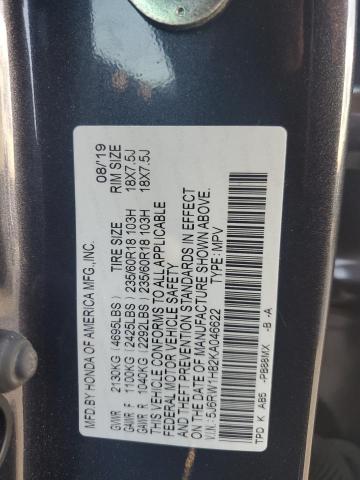 MFD BY HONDA OF AMERICA MFG.,INC. 08/'19
TIRE SIZE RIM SIZE
GVWR 2130KG (4695LBS)
GAWR F 1100KG (2425LBS) 235/60R18 103H 18X7.5J
GAWR R 1040KG (2292LBS) 235/60R18 103H 18X7.5J
THIS VEHICLE CONFORMS TO ALL APPLICABLE
FEDERAL MOTOR VEHICLE SAFETY
AND THEFT PREVENTION STANDARDS IN EFFECT
ON THE DATE OF MANUFACTURE SHOWN ABOVE.
V.I.N.:5J6RW1H82KA046622 TYPE: MPV
TPD K AB5 -PB88MX -B -A